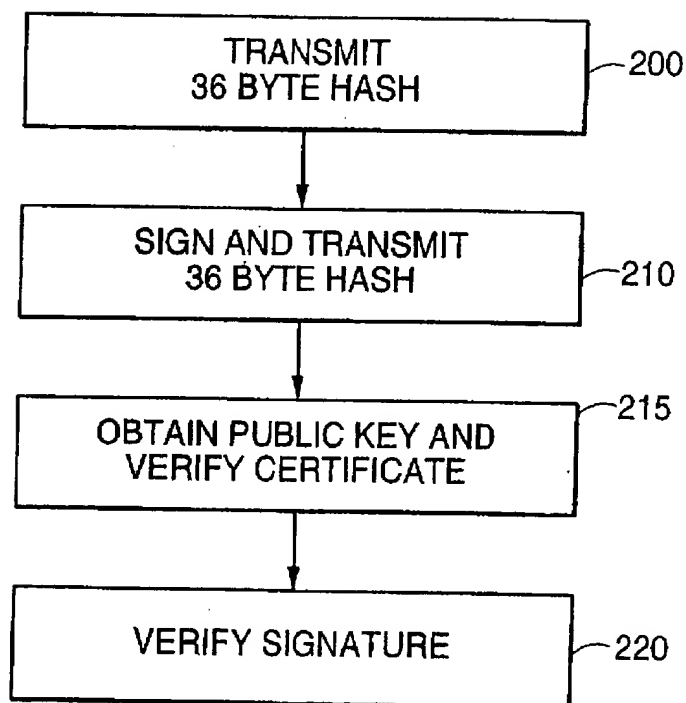 TRANSMIT
36 BYTE HASH
200
SIGN AND TRANSMIT
36 BYTE HASH
210
OBTAIN PUBLIC KEY AND
VERIFY CERTIFICATE
215
VERIFY SIGNATURE
220